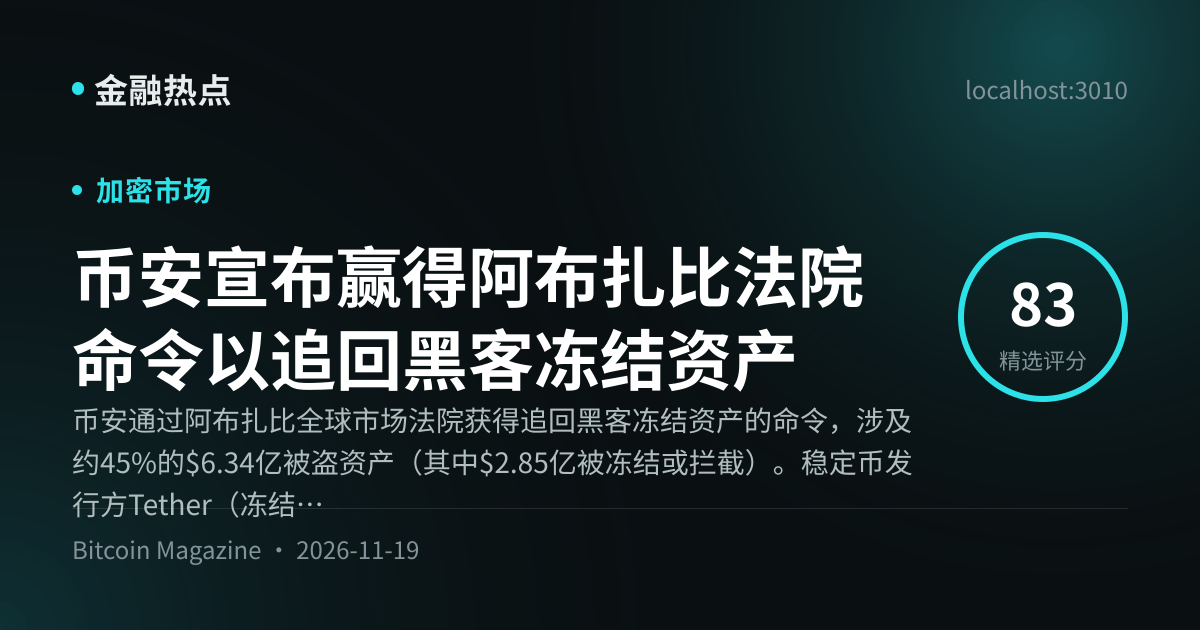 金融热点
localhost:3010
加密市场
币安宣布赢得阿布扎比法院
命令以追回黑客冻结资产
83
精选评分
币安通过阿布扎比全球市场法院获得追回黑客冻结资产的命令，涉及
约45%的$6.34亿被盗资产（其中$2.85亿被冻结或拦截）。稳定币发
行方Tether（冻结…
Bitcoin Magazine · 2026-11-19